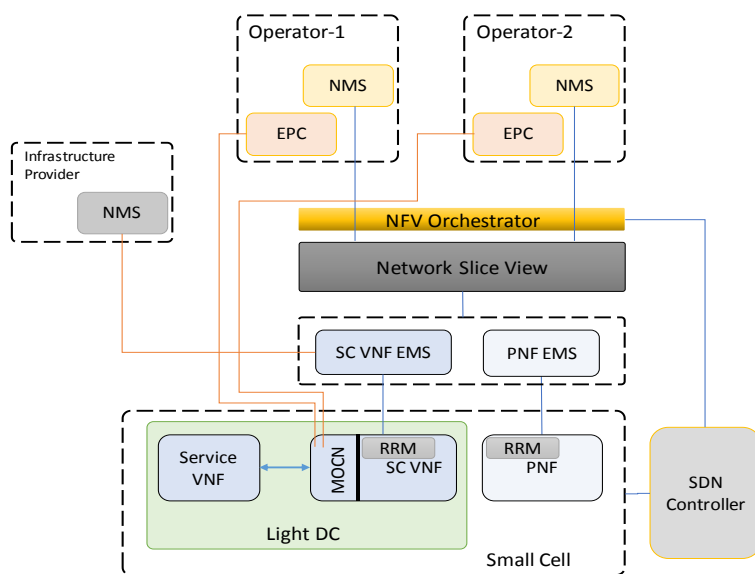 Operator-1
Operator-2
NMS
NMS
EPC
EPC
Infrastructure
Provider
NMS
NFV Orchestrator
Network Slice View
SC VNF EMS
PNF EMS
Service
VNF
MOCN
RRM
SC VNF
RRM
PNF
SDN
Controller
Light DC
Small Cell